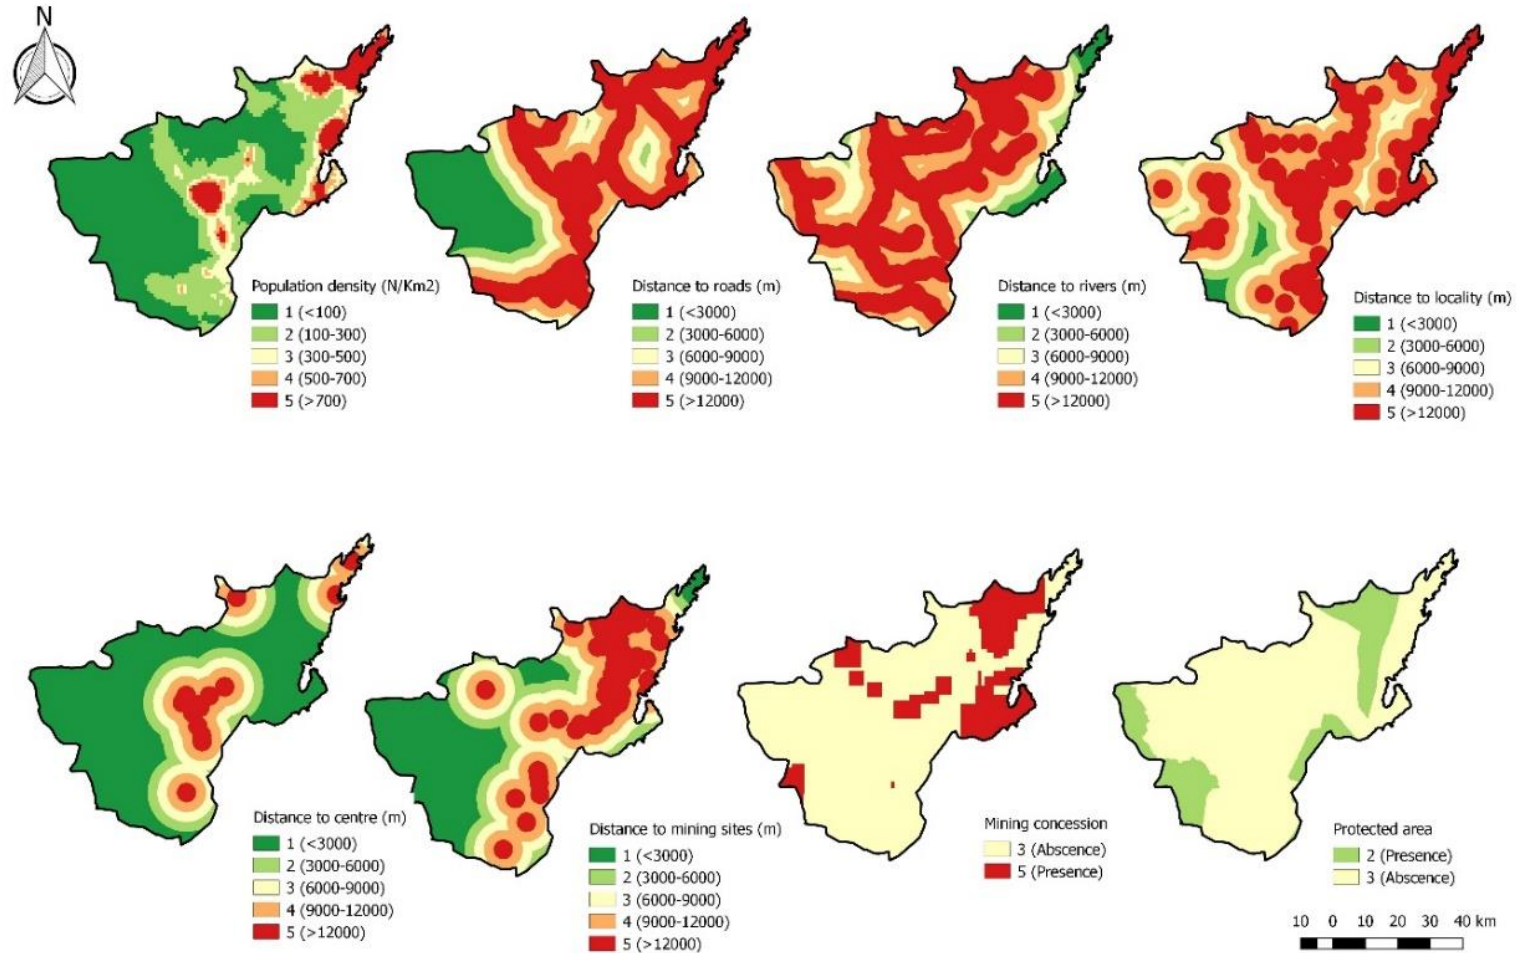 N
Population density (N/Km2)
1 (<100)
2 (100-300)
3 (300-500)
4 (500-700)
5 (>700)
Distance to roads (m)
1 (<3000)
2 (3000-6000)
3 (6000-9000)
4 (9000-12000)
5 (>12000)
Distance to rivers (m)
1 (<3000)
2 (3000-6000)
3 (6000-9000)
4 (9000-12000)
5 (>12000)
Distance to locality (m)
1 (<3000)
2 (3000-6000)
3 (6000-9000)
4 (9000-12000)
5 (>12000)
Distance to centre (m)
1 (<3000)
2 (3000-6000)
3 (6000-9000)
4 (9000-12000)
5 (>12000)
Distance to mining sites (m)
1 (<3000)
2 (3000-6000)
3 (6000-9000)
4 (9000-12000)
5 (>12000)
Mining concession
3 (Abscence)
5 (Presence)
Protected area
2 (Presence)
3 (Abscence)
10 0 10 20 30 40 km